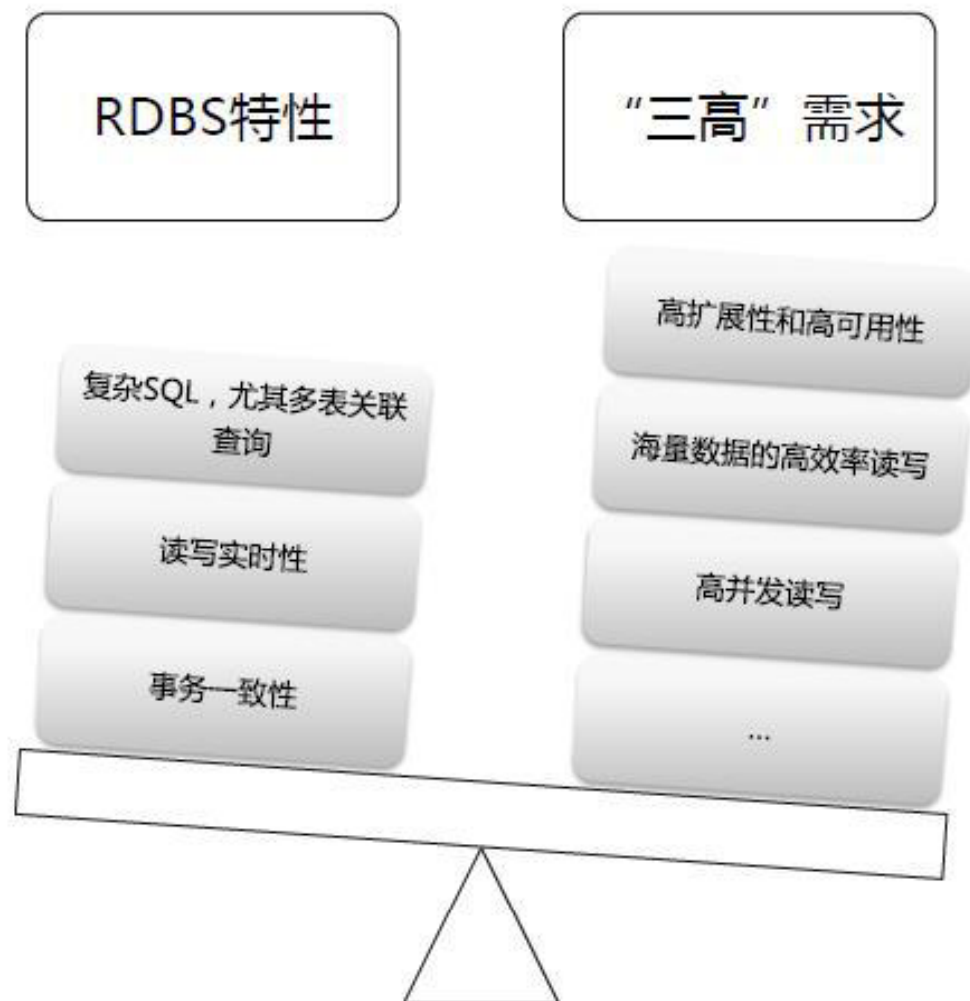 RDBS特性
“三高”需求
复杂SQL，尤其多表关联
查询
读写实时性
事务一致性
高扩展性和高可用性
海量数据的高效率读写
高并发读写
...